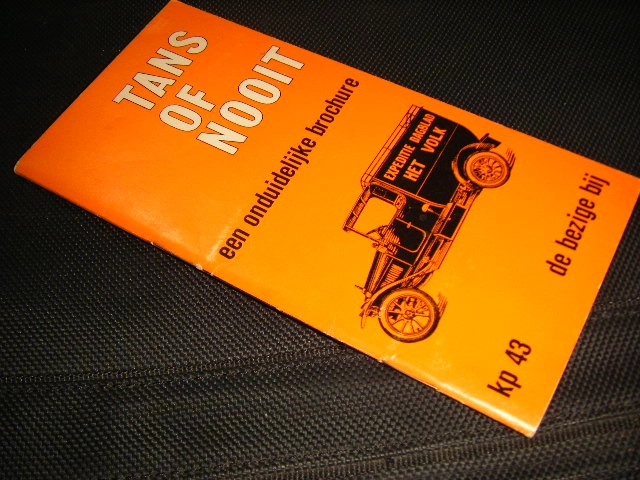 TANS
OF
NOOIT
een onduidelijke brochure
EXPEDITIE DAGBLAD
HET VOLK
de bezige bij
kp 43